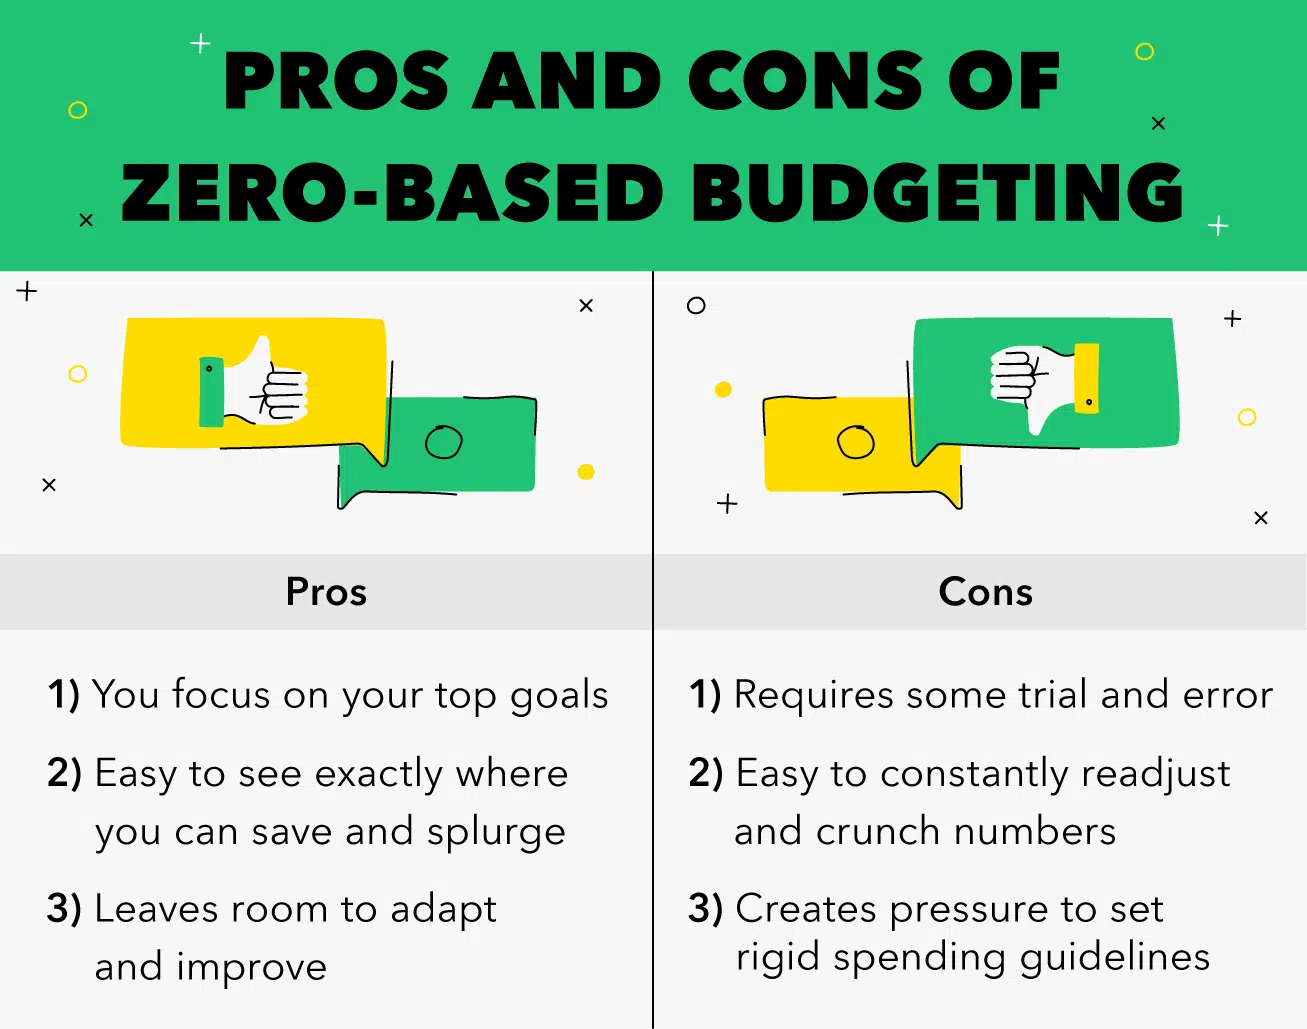 PROS AND CONS OF
ZERO-BASED BUDGETING
Pros
1) You focus on your top goals
2) Easy to see exactly where
you can save and splurge
3) Leaves room to adapt
and improve
Cons
1) Requires some trial and error
2) Easy to constantly readjust
and crunch numbers
3) Creates pressure to set
rigid spending guidelines